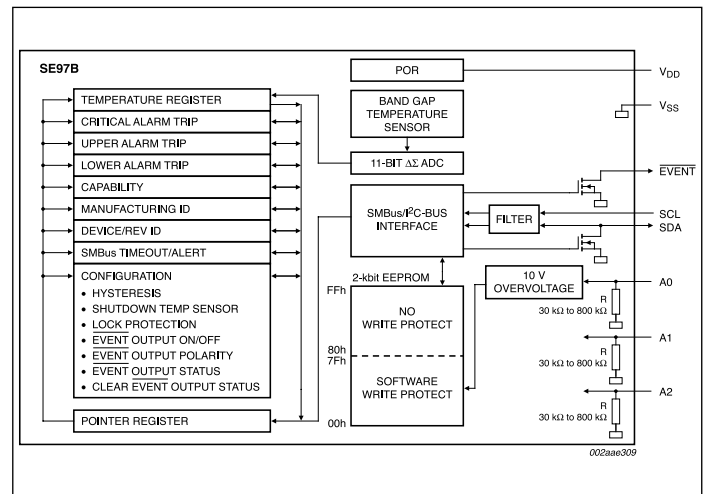 SE97B
TEMPERATURE REGISTER
CRITICAL ALARM TRIP
UPPER ALARM TRIP
LOWER ALARM TRIP
CAPABILITY
MANUFACTURING ID
DEVICE/REV ID
SMBus TIMEOUT/ALERT
CONFIGURATION
• HYSTERESIS
• SHUTDOWN TEMP SENSOR
• LOCK PROTECTION
• EVENT OUTPUT ON/OFF
• EVENT OUTPUT POLARITY
• EVENT OUTPUT STATUS
• CLEAR EVENT OUTPUT STATUS
POINTER REGISTER
POR
BAND GAP
TEMPERATURE
SENSOR
11-BIT ΔΣ ADC
SMBus/I²C-BUS
INTERFACE
FILTER
2-kbit EEPROM
FFh
NO
WRITE PROTECT
80h
7Fh
SOFTWARE
WRITE PROTECT
00h
10 V
OVERVOLTAGE
R
30 kΩ to 800 kΩ
R
30 kΩ to 800 kΩ
R
30 kΩ to 800 kΩ
VDD
VSS
EVENT
SCL
SDA
A0
A1
A2
002aae309